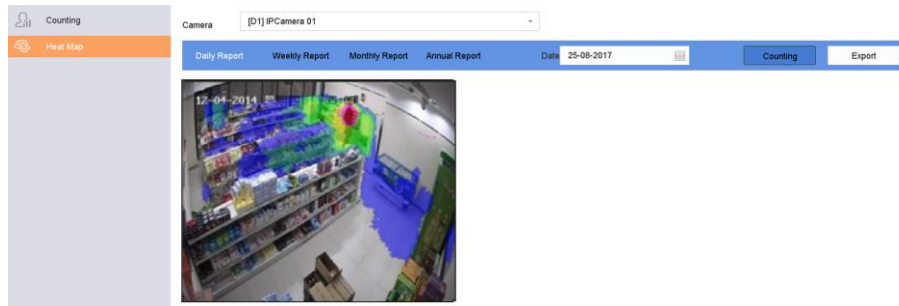 Counting
Heat Map
Camera [D1] IPCamera 01
Daily Report Weekly Report Monthly Report Annual Report Date 25-08-2017 Counting Export
12-04-2014